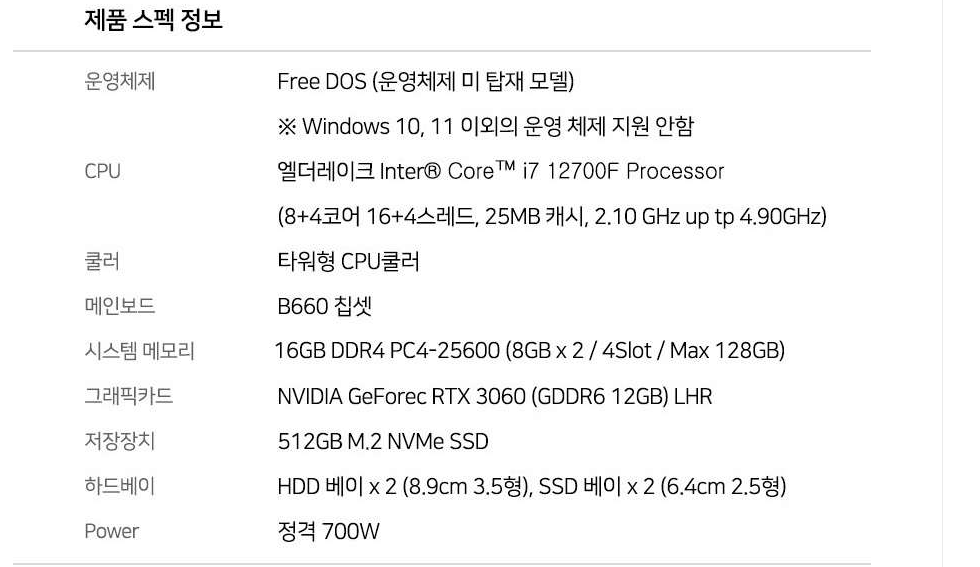 제품 스펙 정보
운영체제 Free DOS (운영체제 미 탑재 모델)
※ Windows 10, 11 이외의 운영 체제 지원 안함
CPU 엘더레이크 Inter® Core™ i7 12700F Processor
(8+4코어 16+4스레드, 25MB 캐시, 2.10 GHz up tp 4.90GHz)
쿨러 타워형 CPU쿨러
메인보드 B660 칩셋
시스템 메모리 16GB DDR4 PC4-25600 (8GB x 2 / 4Slot / Max 128GB)
그래픽카드 NVIDIA GeForec RTX 3060 (GDDR6 12GB) LHR
저장장치 512GB M.2 NVMe SSD
하드베이 HDD 베이 x 2 (8.9cm 3.5형), SSD 베이 x 2 (6.4cm 2.5형)
Power 정격 700W